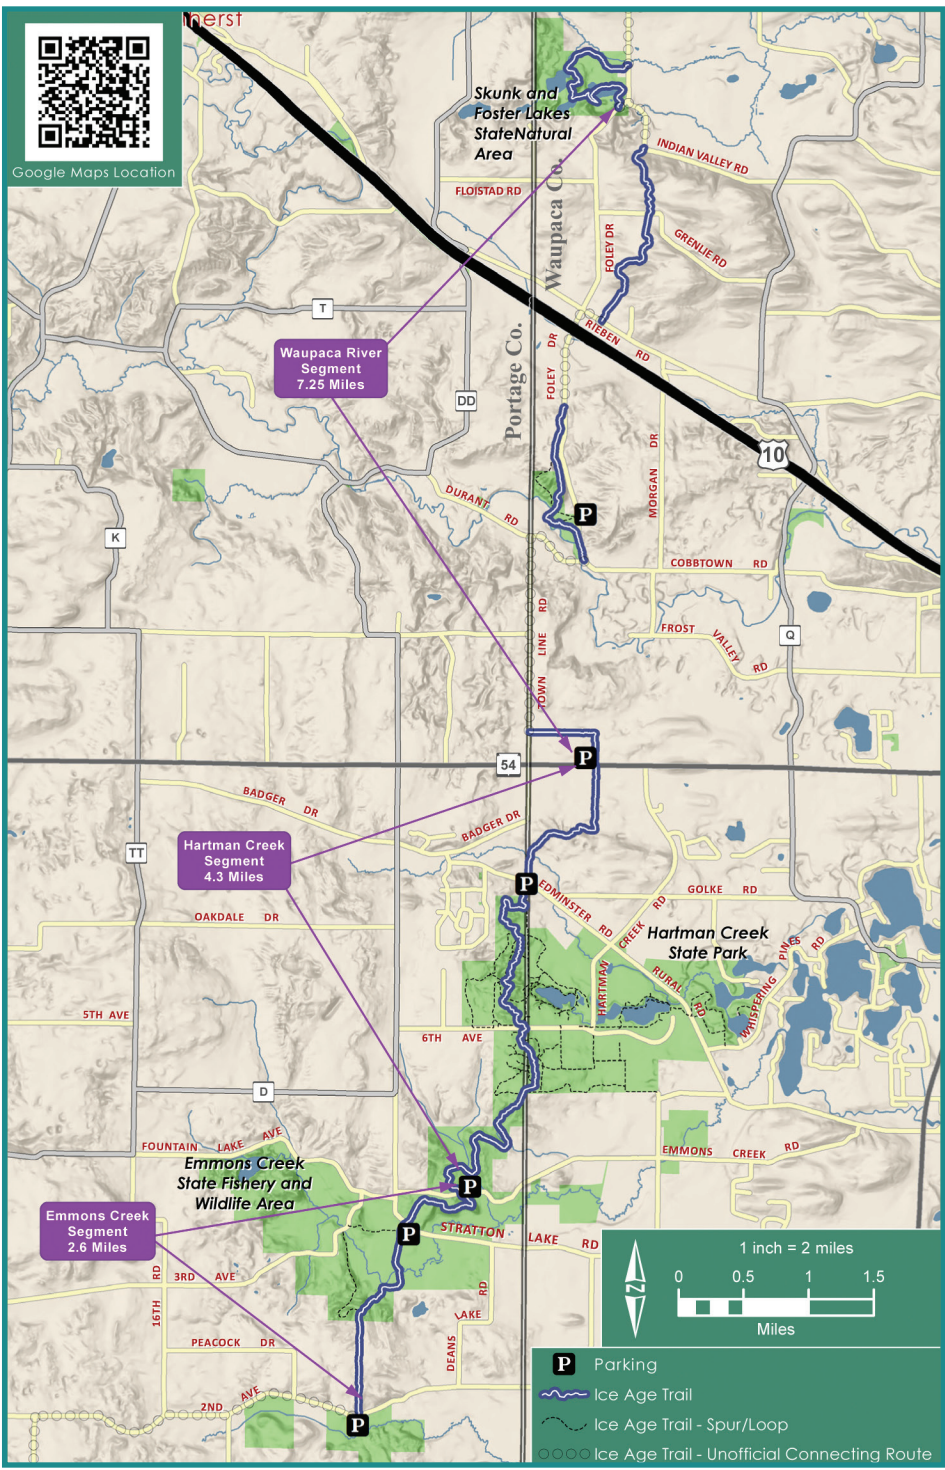 merst
Google Maps Location
Skunk and
Foster Lakes
StateNatural
Area
INDIAN VALLEY RD
FLOISTAD RD
Waupaca Co.
FOLEY DR
GRENLIE RD
T
RIEBEN RD
Portage Co.
FOLEY DR
Waupaca River
Segment
7.25 Miles
DD
10
MORGAN DR
DURANT RD
P
K
COBBTOWN RD
TOWN LINE RD
FROST VALLEY RD
Q
54
P
BADGER DR
BADGER DR
Hartman Creek
Segment
4.3 Miles
TT
P
EDMINSTER RD
GOLKE RD
OAKDALE DR
HARTMAN CREEK RD
Hartman Creek
State Park
RURAL RD
WHISPERING PINES RD
5TH AVE
6TH AVE
D
FOUNTAIN LAKE AVE
EMMONS CREEK RD
Emmons Creek
State Fishery and
Wildlife Area
P
Emmons Creek
Segment
2.6 Miles
P
STRATTON LAKE RD
3RD AVE
16TH RD
DEANS LAKE RD
PEACOCK DR
2ND AVE
P
N
1 inch = 2 miles
0 0.5 1 1.5
Miles
P Parking
Ice Age Trail
Ice Age Trail - Spur/Loop
Ice Age Trail - Unofficial Connecting Route